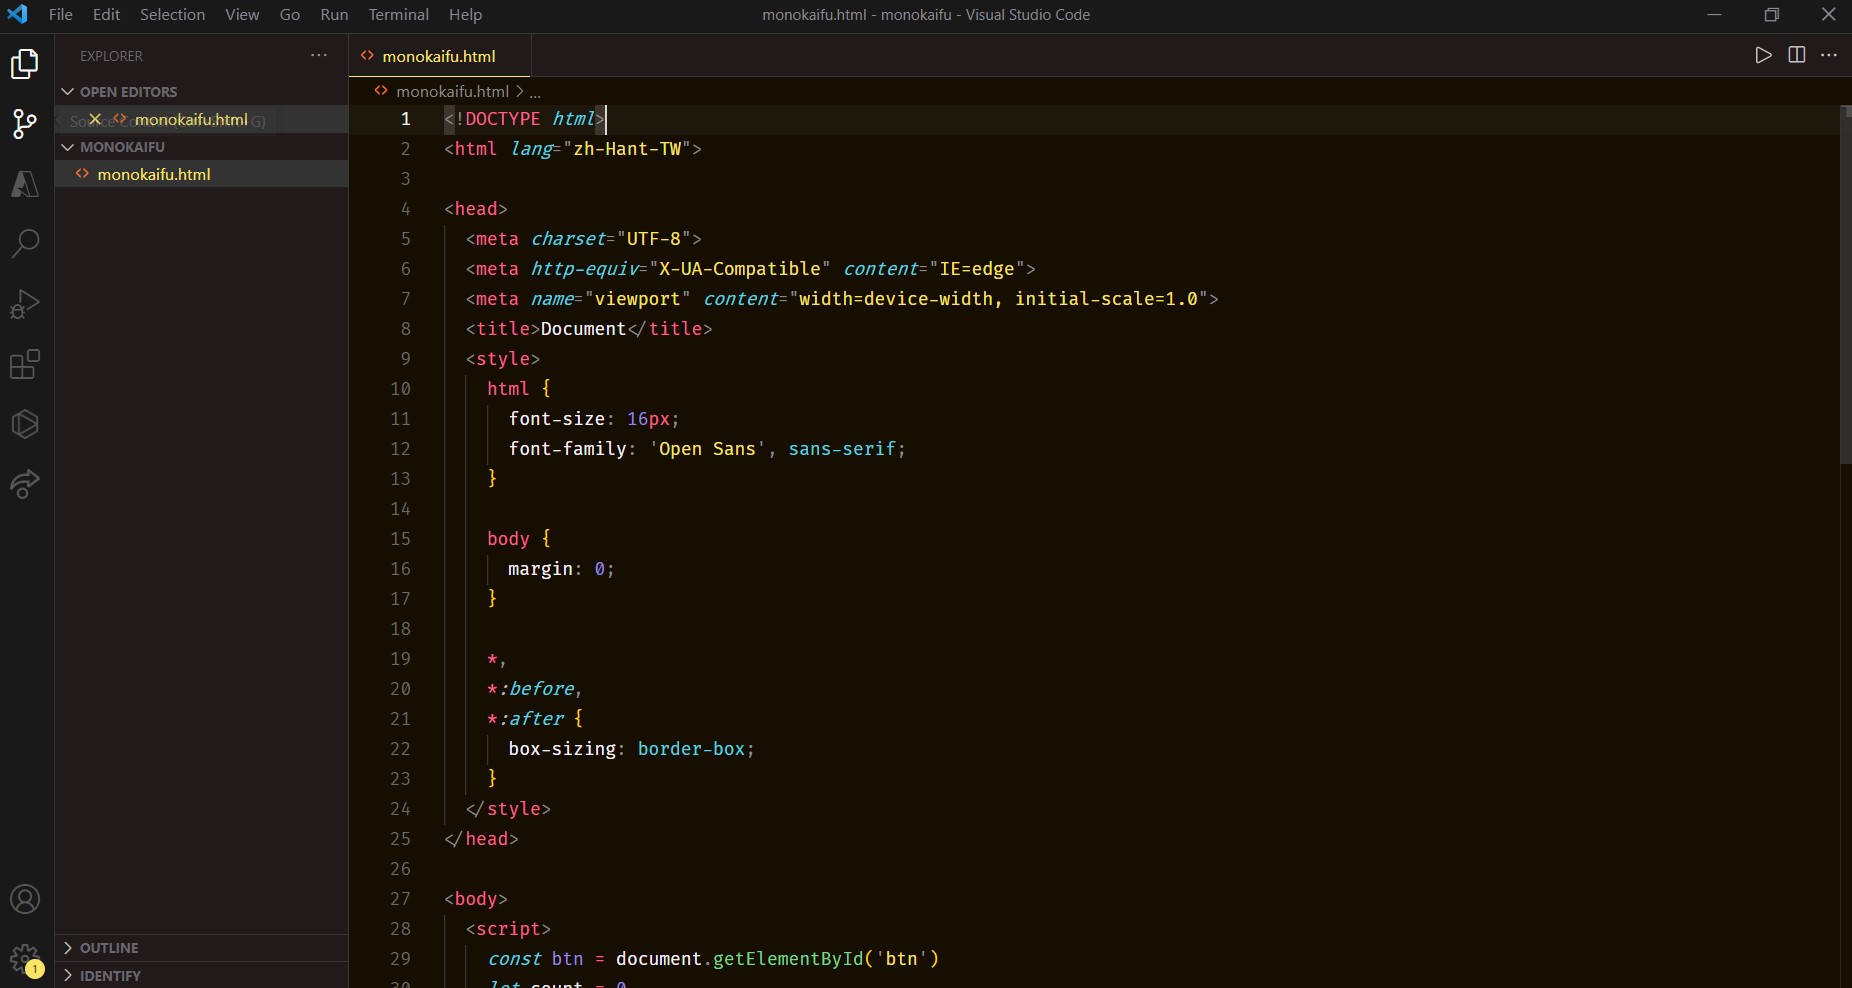 File Edit Selection View Go Run Terminal Help
monokaifu.html - monokaifu - Visual Studio Code
EXPLORER
OPEN EDITORS
monokaifu.html
MONOKAIFU
monokaifu.html
OUTLINE
IDENTIFY
1
monokaifu.html
monokaifu.html > ...
1 <!DOCTYPE html>
2 <html lang="zh-Hant-TW">
3
4 <head>
5 <meta charset="UTF-8">
6 <meta http-equiv="X-UA-Compatible" content="IE=edge">
7 <meta name="viewport" content="width=device-width, initial-scale=1.0">
8 <title>Document</title>
9 <style>
10 html {
11 font-size: 16px;
12 font-family: 'Open Sans', sans-serif;
13 }
14
15 body {
16 margin: 0;
17 }
18
19 *,
20 *:before,
21 *:after {
22 box-sizing: border-box;
23 }
24 </style>
25 </head>
26
27 <body>
28 <script>
29 const btn = document.getElementById('btn')
30 let count = 0